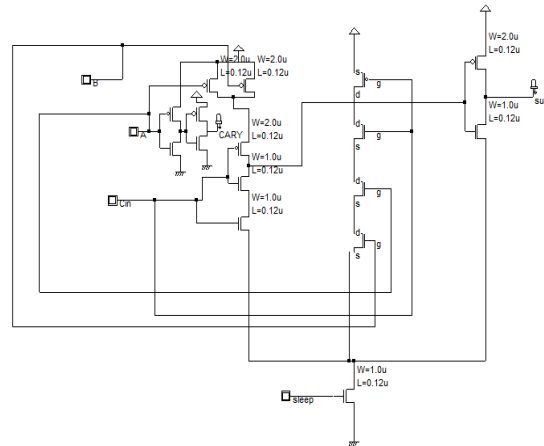 W=2.0u
L=0.12u
W=2.0u
L=0.12u
W=2.0u
L=0.12u
B
A
CARY
Cin
W=2.0u
L=0.12u
W=1.0u
L=0.12u
W=1.0u
L=0.12u
s
g
d
d
g
s
d
g
s
d
g
s
W=1.0u
L=0.12u
su
sleep
W=1.0u
L=0.12u